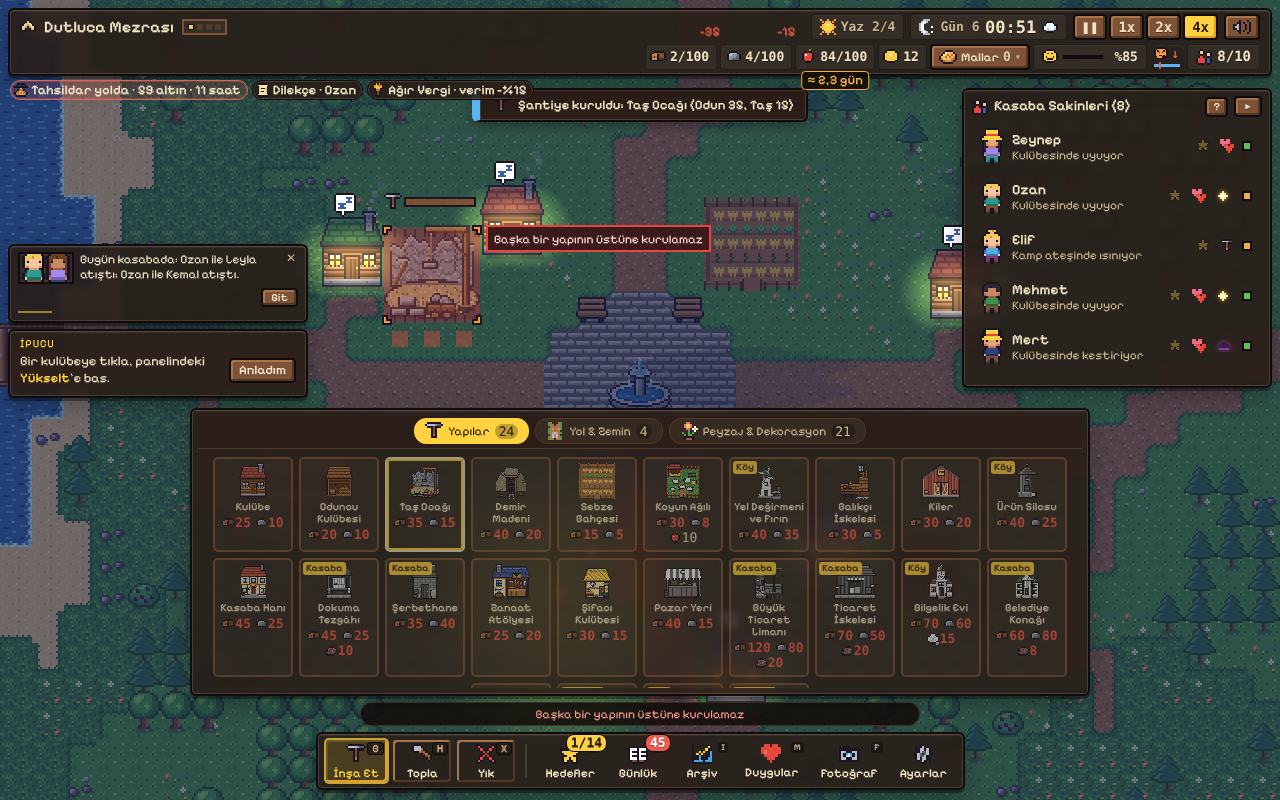 Dutluca Mezrası
-35
-15
Yaz 2/4
Gün 6 00:51
1x
2x
4x
2/100
4/100
84/100
12
Mallar 0
%85
8/10
≈ 2.3 gün
Tahsildar yolda · 89 altın · 11 saat
Dilekçe · Ozan
Ağır Vergi · verim -%18
Şantiye kuruldu: Taş Ocağı (Odun 35, Taş 15)
Kasaba Sakinleri (8)
?
Zeynep
Kulübesinde uyuyor
Ozan
Kulübesinde uyuyor
Elif
Kamp ateşinde ısınıyor
Mehmet
Kulübesinde uyuyor
Mert
Kulübesinde kestiriyor
Başka bir yapının üstüne kurulamaz
Bugün kasabada: Ozan ile Leyla
atıştı; Ozan ile Kemal atıştı.
Git
İPUCU
Bir kulübeye tıkla, panelindeki
Yükselt'e bas.
Anladım
Yapılar 24
Yol & Zemin 4
Peyzaj & Dekorasyon 21
Kulübe
25 10
Oduncu
Kulübesi
20 10
Taş Ocağı
35 15
Demir
Madeni
40 20
Sebze
Bahçesi
15 5
Koyun Ağılı
30 8
10
Köy
Yel Değirmeni
ve Fırın
40 35
Balıkçı
İskelesi
30 5
Kiler
30 20
Köy
Ürün Silosu
40 25
Kasaba Hanı
45 25
Kasaba
Dokuma
Tezgâhı
45 25
10
Kasaba
Şerbethane
35 40
Zanaat
Atölyesi
25 20
Şifacı
Kulübesi
30 15
Pazar Yeri
40 15
Kasaba
Büyük
Ticaret
Limanı
120 80
20
Kasaba
Ticaret
İskelesi
70 50
20
Köy
Bilgelik Evi
70 60
15
Kasaba
Belediye
Konağı
60 80
8
Başka bir yapının üstüne kurulamaz
B
İnşa Et
H
Topla
X
Yık
1/14
Hedefler
45
Günlük
I
Arşiv
M
Duygular
F
Fotoğraf
Ayarlar